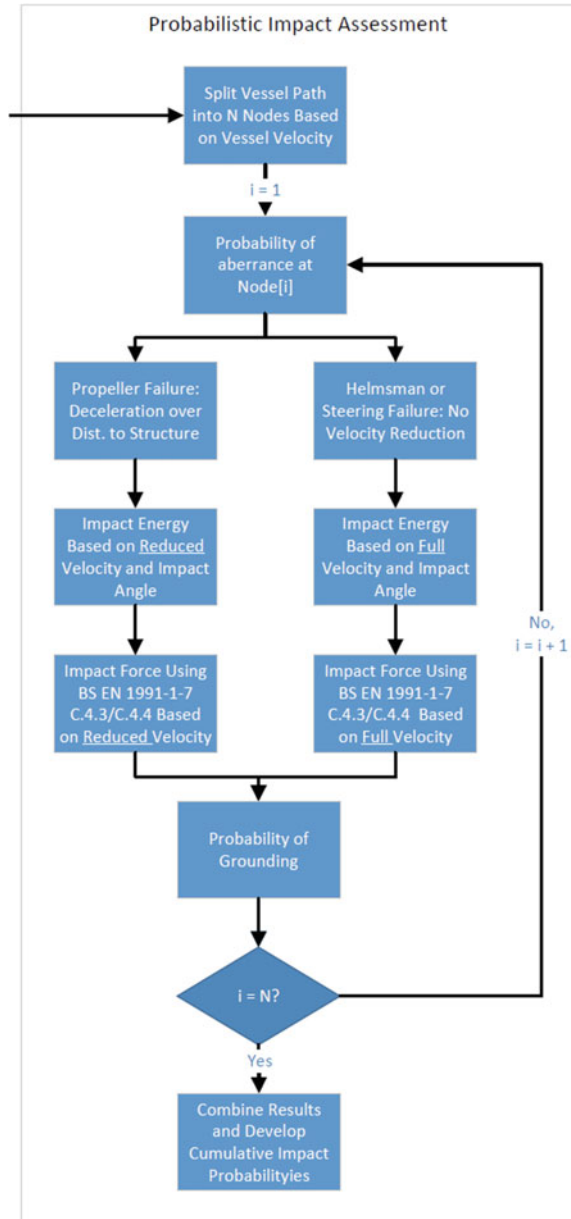 Probabilistic Impact Assessment
Split Vessel Path
into N Nodes Based
on Vessel Velocity
i = 1
Probability of
aberrance at
Node[i]
Propeller Failure:
Deceleration over
Dist. to Structure
Helmsman or
Steering Failure: No
Velocity Reduction
Impact Energy
Based on Reduced
Velocity and Impact
Angle
Impact Energy
Based on Full
Velocity and Impact
Angle
No,
i = i + 1
Impact Force Using
BS EN 1991-1-7
C.4.3/C.4.4 Based
on Reduced Velocity
Impact Force Using
BS EN 1991-1-7
C.4.3/C.4.4 Based
on Full Velocity
Probability of
Grounding
i = N?
Yes
Combine Results
and Develop
Cumulative Impact
Probabilityies